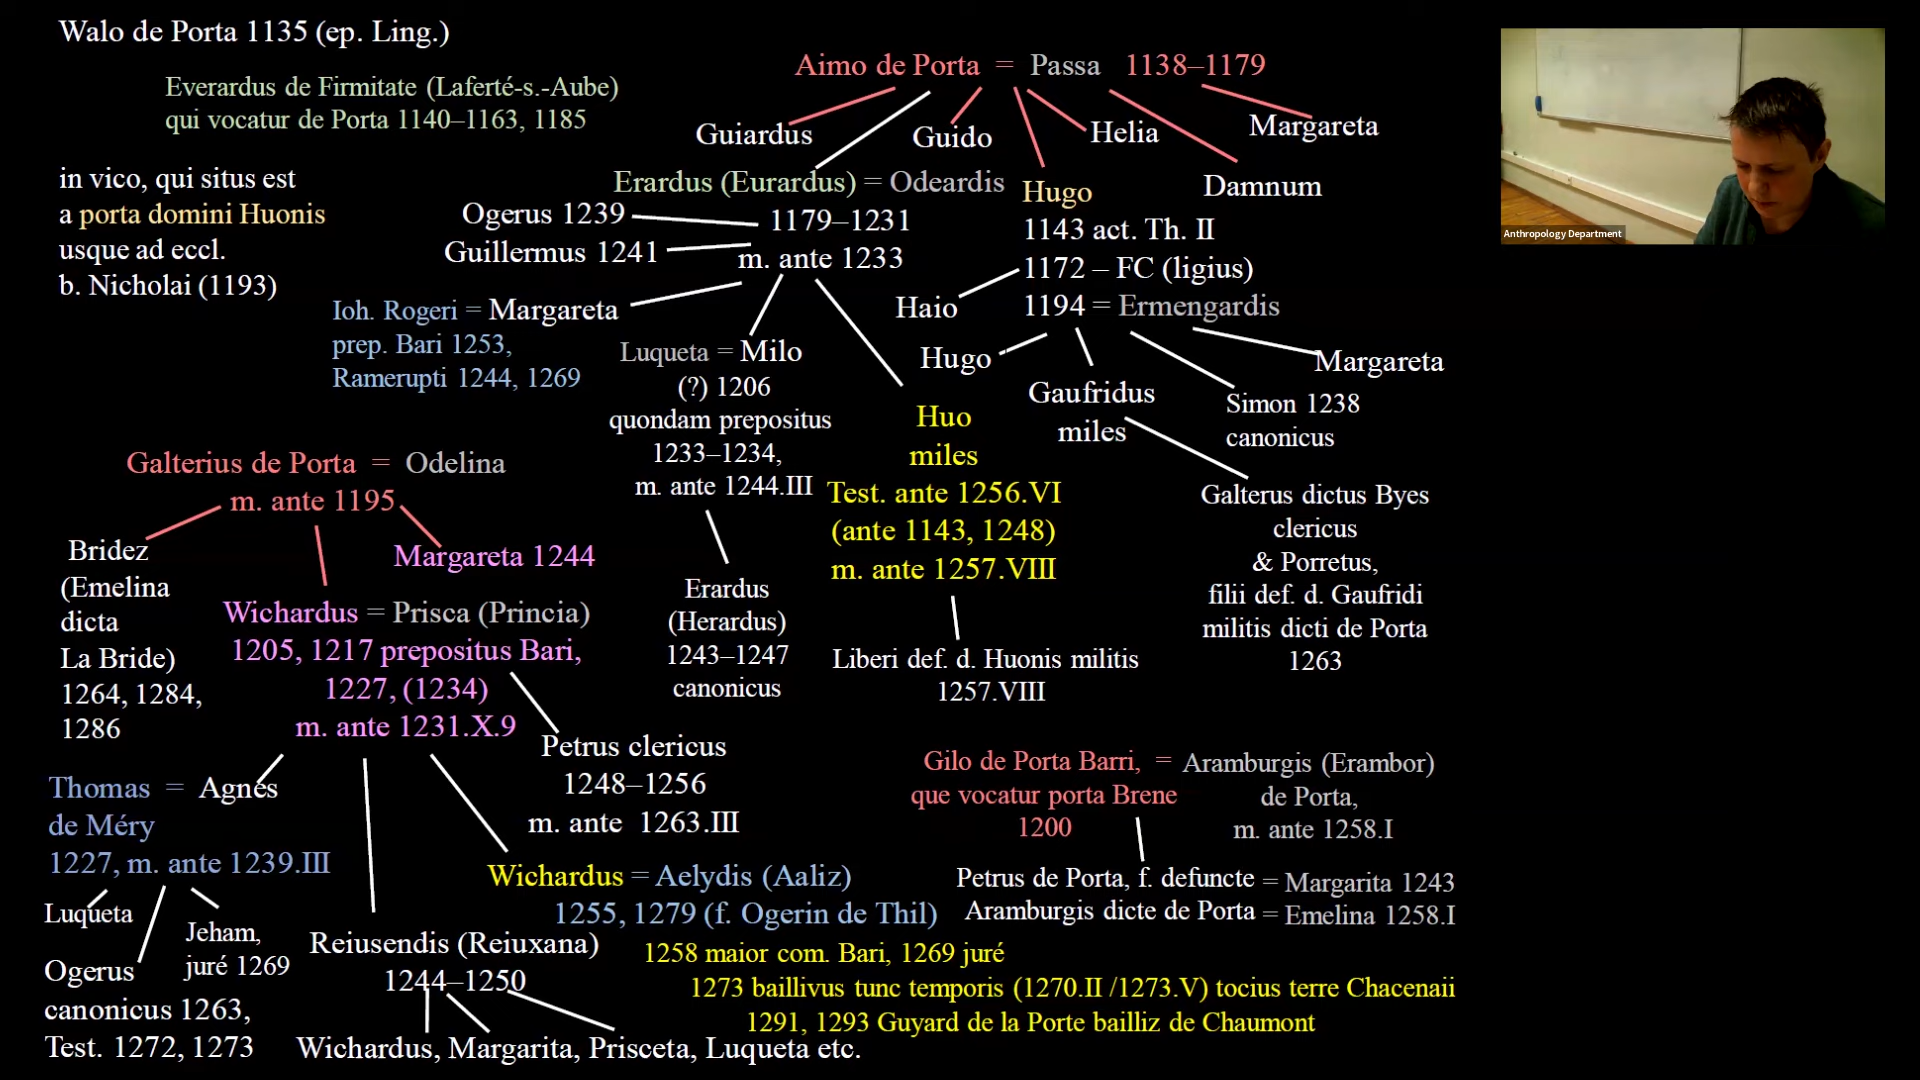 Walo de Porta 1135 (ep. Ling.)
Everardus de Firmitate (Laferté-s.-Aube)
qui vocatur de Porta 1140–1163, 1185
in vico, qui situs est
a porta domini Huonis
usque ad eccl.
b. Nicholai (1193)
Aimo de Porta = Passa 1138–1179
Guiardus
Guido
Helia
Margareta
Damnum
Erardus (Eurardus) = Odeardis
1179–1231
m. ante 1233
Ogerus 1239
Guillermus 1241
Hugo
1143 act. Th. II
1172 – FC (ligius)
1194 = Ermengardis
Haio
Ioh. Rogeri = Margareta
prep. Bari 1253,
Ramerupti 1244, 1269
Luqueta = Milo
(?) 1206
quondam prepositus
1233–1234,
m. ante 1244.III
Erardus
(Herardus)
1243–1247
canonicus
Huo
miles
Test. ante 1256.VI
(ante 1143, 1248)
m. ante 1257.VIII
Liberi def. d. Huonis militis
1257.VIII
Hugo
Gaufridus
miles
Simon 1238
canonicus
Margareta
Galterus dictus Byes
clericus
& Porretus,
filii def. d. Gaufridi
militis dicti de Porta
1263
Galterius de Porta = Odelina
m. ante 1195
Bridez
(Emelina
dicta
La Bride)
1264, 1284,
1286
Margareta 1244
Wichardus = Prisca (Princia)
1205, 1217 prepositus Bari,
1227, (1234)
m. ante 1231.X.9
Petrus clericus
1248–1256
m. ante 1263.III
Thomas = Agnes
de Méry
1227, m. ante 1239.III
Luqueta
Ogerus
canonicus 1263,
Test. 1272, 1273
Jeham,
juré 1269
Reiusendis (Reiuxana)
1244–1250
Wichardus, Margarita, Prisceta, Luqueta etc.
Wichardus = Aelydis (Aaliz)
1255, 1279 (f. Ogerin de Thil)
1258 maior com. Bari, 1269 juré
1273 baillivus tunc temporis (1270.II /1273.V) tocius terre Chacenaii
1291, 1293 Guyard de la Porte bailliz de Chaumont
Gilo de Porta Barri, = Aramburgis (Erambor)
que vocatur porta Brene
1200
de Porta,
m. ante 1258.I
Petrus de Porta, f. defuncte = Margarita 1243
Aramburgis dicte de Porta = Emelina 1258.I
Anthropology Department